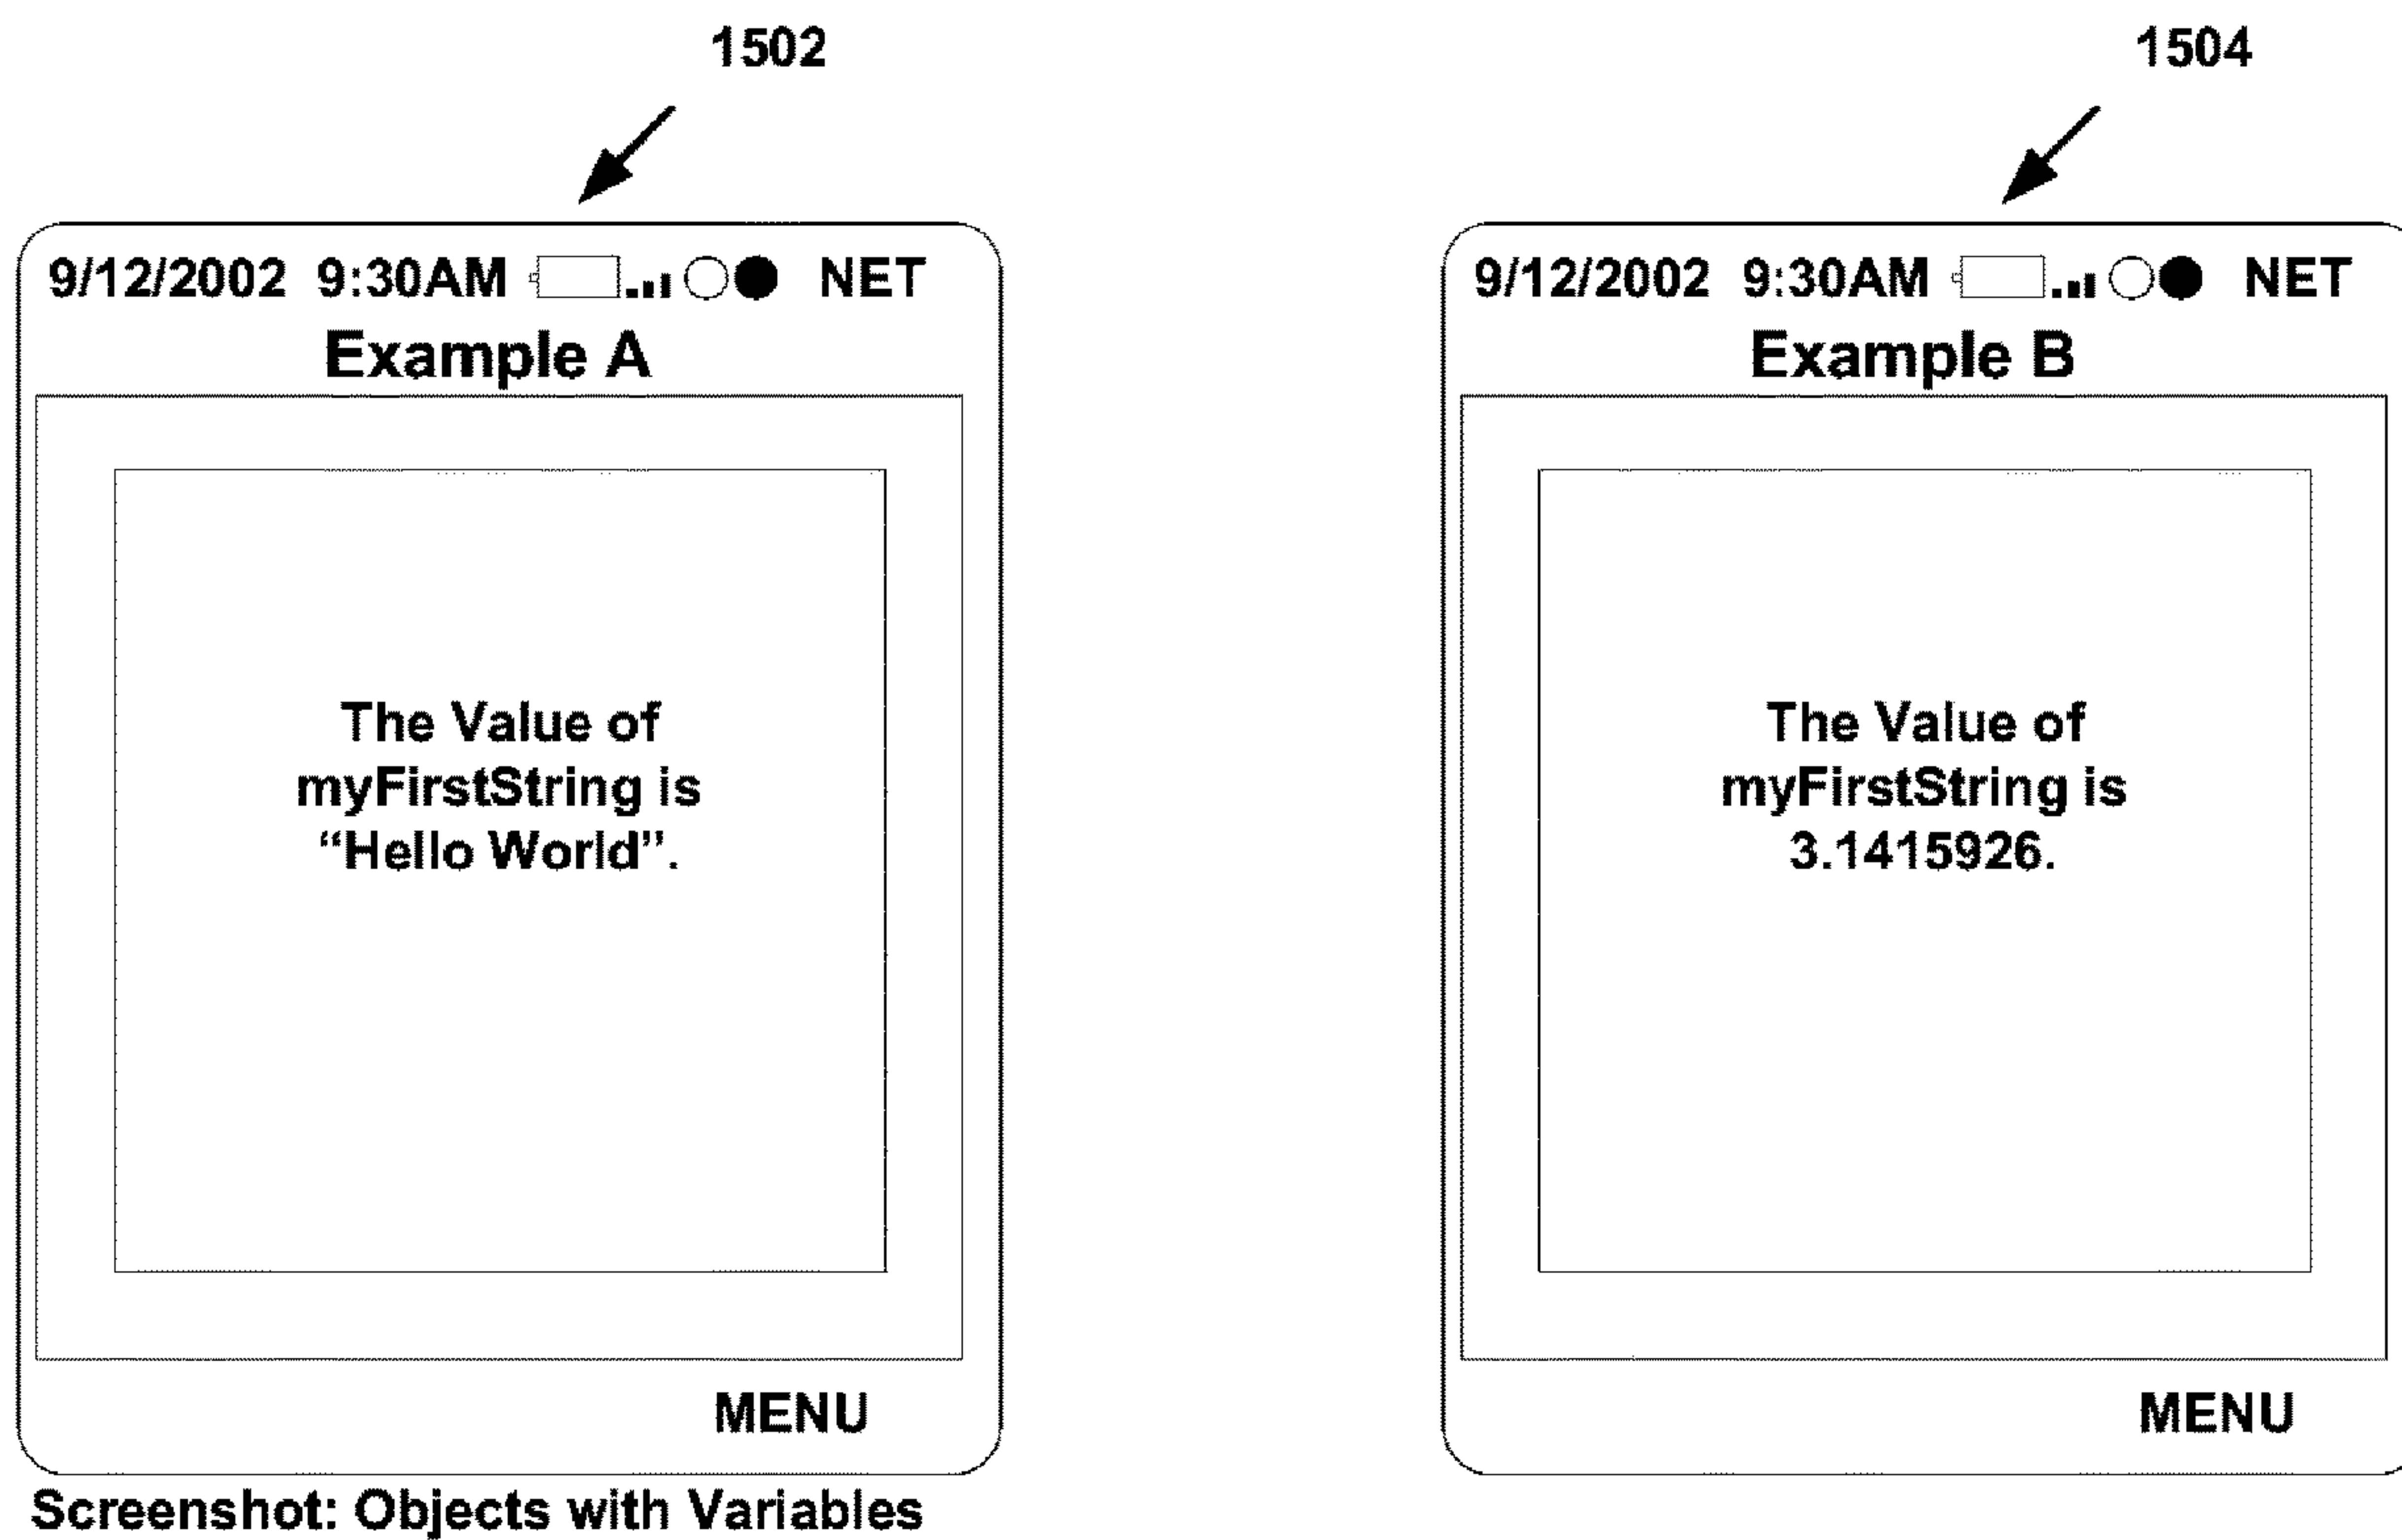 1502
9/12/2002 9:30AM NET
Example A
The Value of
myFirstString is
“Hello World”.
MENU
Screenshot: Objects with Variables
1504
9/12/2002 9:30AM NET
Example B
The Value of
myFirstString is
3.1415926.
MENU